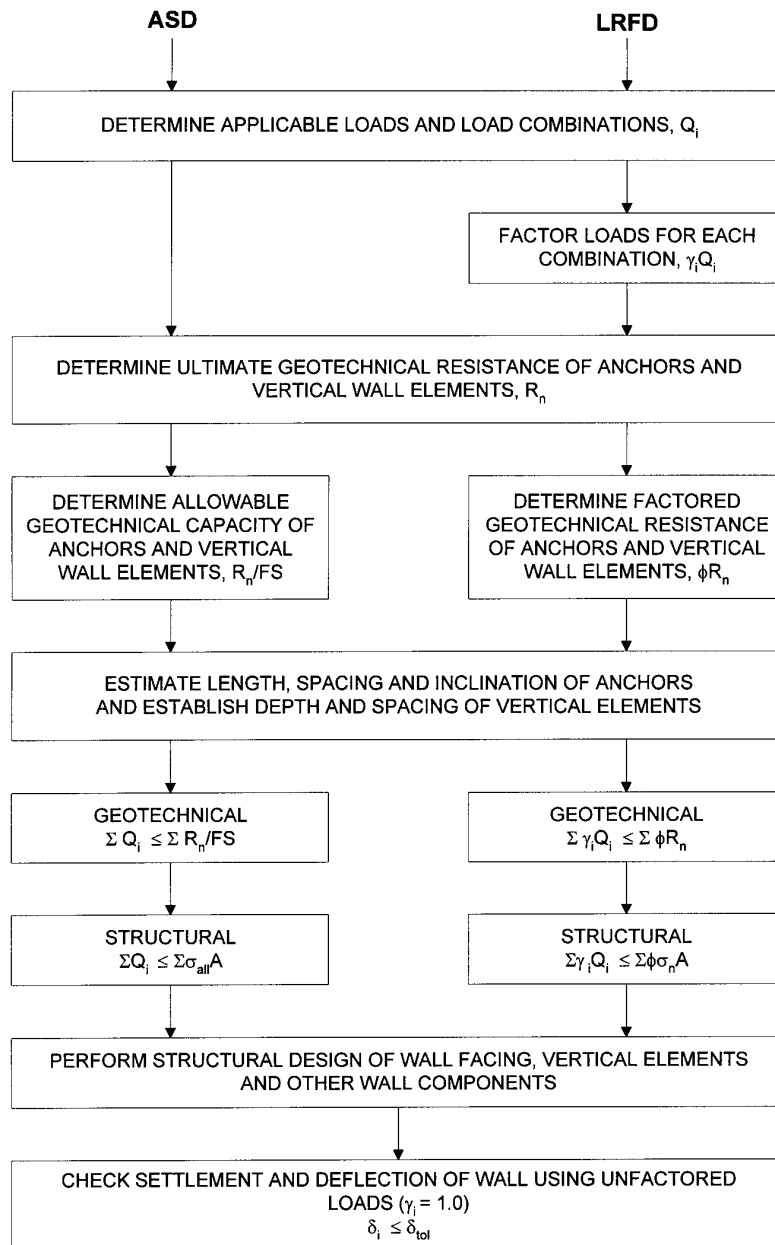 ASD
LRFD
DETERMINE APPLICABLE LOADS AND LOAD COMBINATIONS, Qᵢ
FACTOR LOADS FOR EACH
COMBINATION, γᵢQᵢ
DETERMINE ULTIMATE GEOTECHNICAL RESISTANCE OF ANCHORS AND
VERTICAL WALL ELEMENTS, Rₙ
DETERMINE ALLOWABLE
GEOTECHNICAL CAPACITY OF
ANCHORS AND VERTICAL
WALL ELEMENTS, Rₙ/FS
DETERMINE FACTORED
GEOTECHNICAL RESISTANCE
OF ANCHORS AND VERTICAL
WALL ELEMENTS, ϕRₙ
ESTIMATE LENGTH, SPACING AND INCLINATION OF ANCHORS
AND ESTABLISH DEPTH AND SPACING OF VERTICAL ELEMENTS
GEOTECHNICAL
Σ Qᵢ ≤ Σ Rₙ/FS
GEOTECHNICAL
Σ γᵢQᵢ ≤ Σ ϕRₙ
STRUCTURAL
ΣQᵢ ≤ Σσ_all A
STRUCTURAL
ΣγᵢQᵢ ≤ ΣϕσₙA
PERFORM STRUCTURAL DESIGN OF WALL FACING, VERTICAL ELEMENTS
AND OTHER WALL COMPONENTS
CHECK SETTLEMENT AND DEFLECTION OF WALL USING UNFACTORED
LOADS (γᵢ = 1.0)
δᵢ ≤ δ_tol